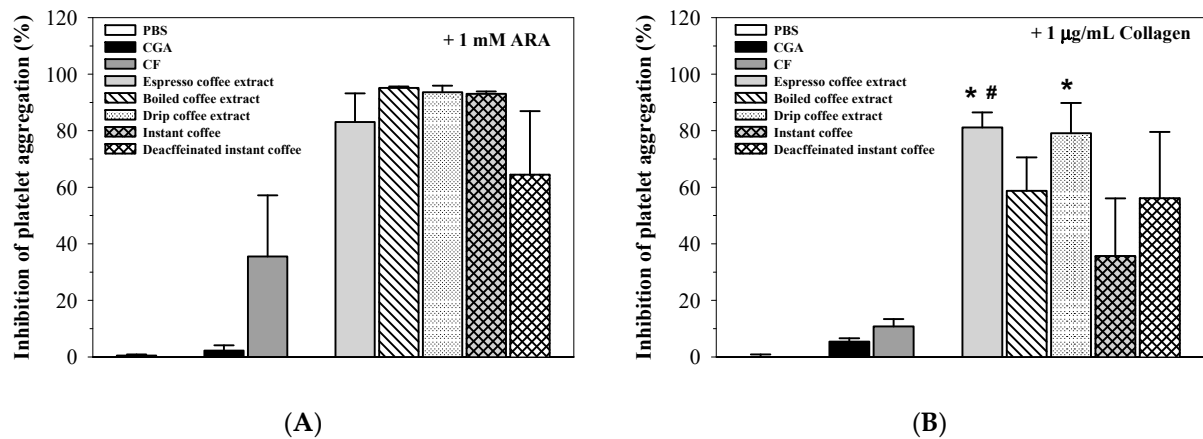 Inhibition of platelet aggregation (%)
120
100
80
60
40
20
0
PBS
CGA
CF
Espresso coffee extract
Boiled coffee extract
Drip coffee extract
Instant coffee
Deacffeinated instant coffee
+ 1 mM ARA
(A)
Inhibition of platelet aggregation (%)
120
100
80
60
40
20
0
PBS
CGA
CF
Espresso coffee extract
Boiled coffee extract
Drip coffee extract
Instant coffee
Deacffeinated instant coffee
+ 1 μg/mL Collagen
* #
*
(B)